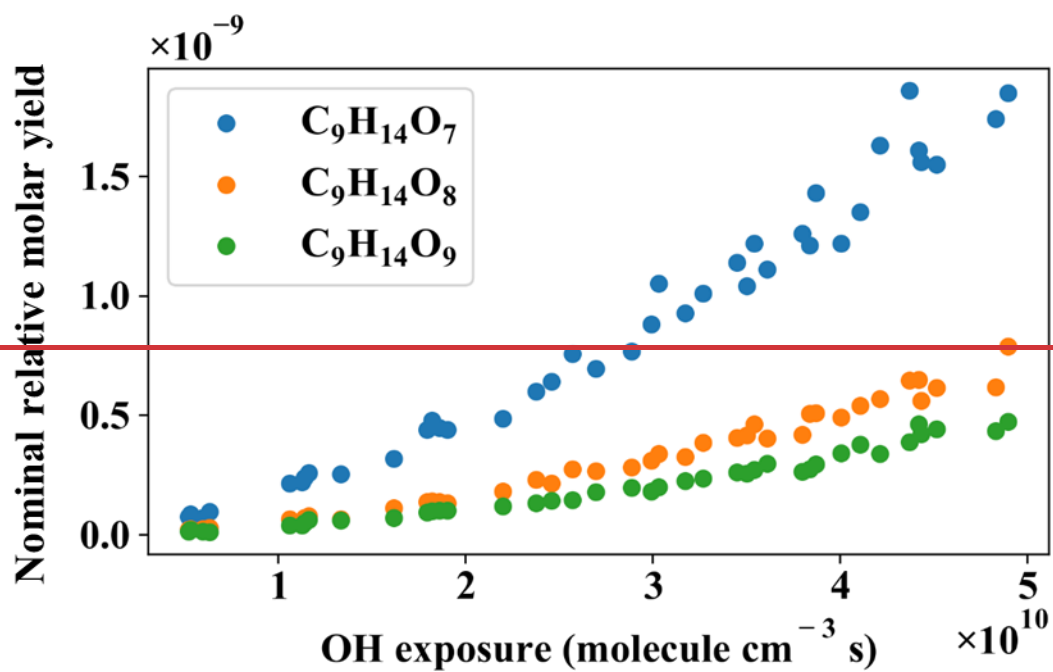 ×10⁻⁹
Nominal relative molar yield
C₉H₁₄O₇
C₉H₁₄O₈
C₉H₁₄O₉
1.5
1.0
0.5
0.0
1 2 3 4 5
OH exposure (molecule cm⁻³ s)
×10¹⁰